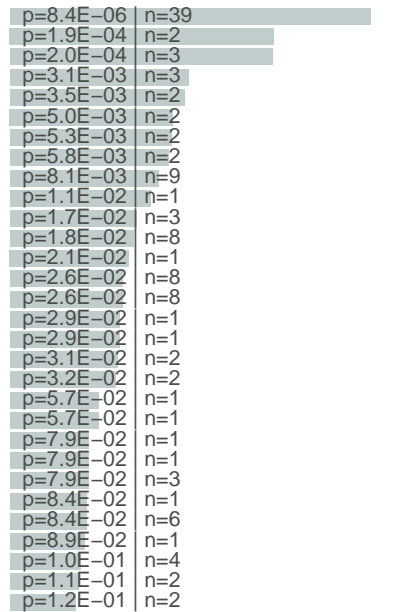 p=8.4E−06 | n=39
p=1.9E−04 | n=2
p=2.0E−04 | n=3
p=3.1E−03 | n=3
p=3.5E−03 | n=2
p=5.0E−03 | n=2
p=5.3E−03 | n=2
p=5.8E−03 | n=2
p=8.1E−03 | n=9
p=1.1E−02 | n=1
p=1.7E−02 | n=3
p=1.8E−02 | n=8
p=2.1E−02 | n=1
p=2.6E−02 | n=8
p=2.6E−02 | n=8
p=2.9E−02 | n=1
p=2.9E−02 | n=1
p=3.1E−02 | n=2
p=3.2E−02 | n=2
p=5.7E−02 | n=1
p=5.7E−02 | n=1
p=7.9E−02 | n=1
p=7.9E−02 | n=1
p=7.9E−02 | n=3
p=8.4E−02 | n=1
p=8.4E−02 | n=6
p=8.9E−02 | n=1
p=1.0E−01 | n=4
p=1.1E−01 | n=2
p=1.2E−01 | n=2